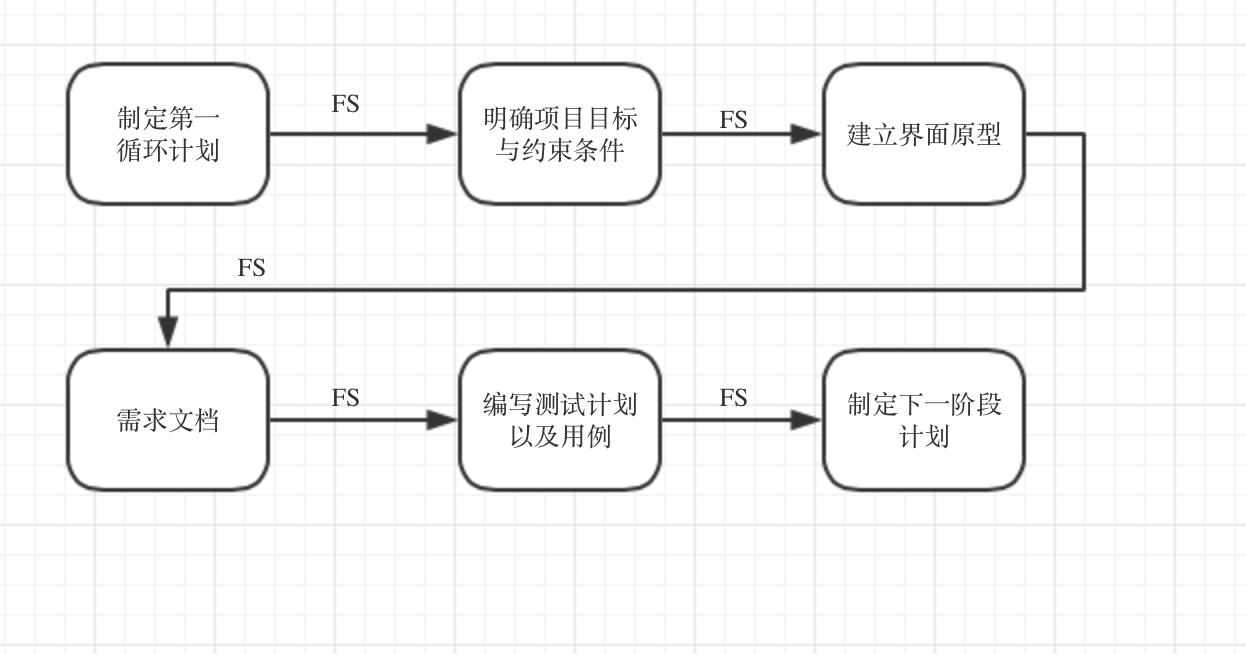 制定第一
循环计划
FS
明确项目目标
与约束条件
FS
建立界面原型
FS
需求文档
FS
编写测试计划
以及用例
FS
制定下一阶段
计划